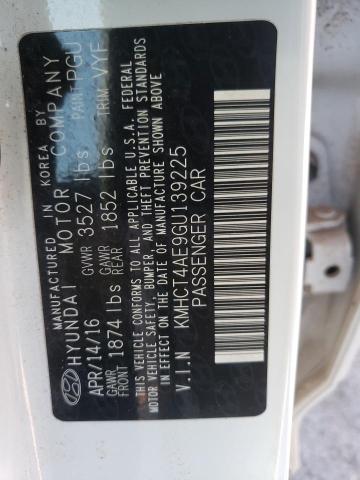 MANUFACTURED IN KOREA BY
HYUNDAI MOTOR COMPANY
APR/14/16 GVWR 3527 lbs PAINT PGU
GAWR FRONT 1874 lbs GAWR REAR 1852 lbs TRIM VYF
THIS VEHICLE CONFORMS TO ALL APPLICABLE U.S.A. FEDERAL
MOTOR VEHICLE SAFETY, BUMPER, AND THEFT PREVENTION STANDARDS
IN EFFECT ON THE DATE OF MANUFACTURE SHOWN ABOVE
V.I.N KMHCT4AE9GU139225
PASSENGER CAR